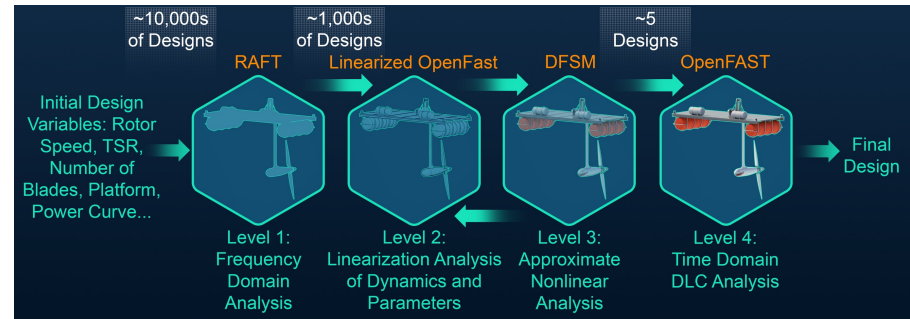 ~10,000s
of Designs
~1,000s
of Designs
~5
Designs
RAFT
Linearized OpenFast
DFSM
OpenFAST
Initial Design
Variables: Rotor
Speed, TSR,
Number of
Blades, Platform,
Power Curve...
Final
Design
Level 1:
Frequency
Domain
Analysis
Level 2:
Linearization Analysis
of Dynamics and
Parameters
Level 3:
Approximate
Nonlinear
Analysis
Level 4:
Time Domain
DLC Analysis